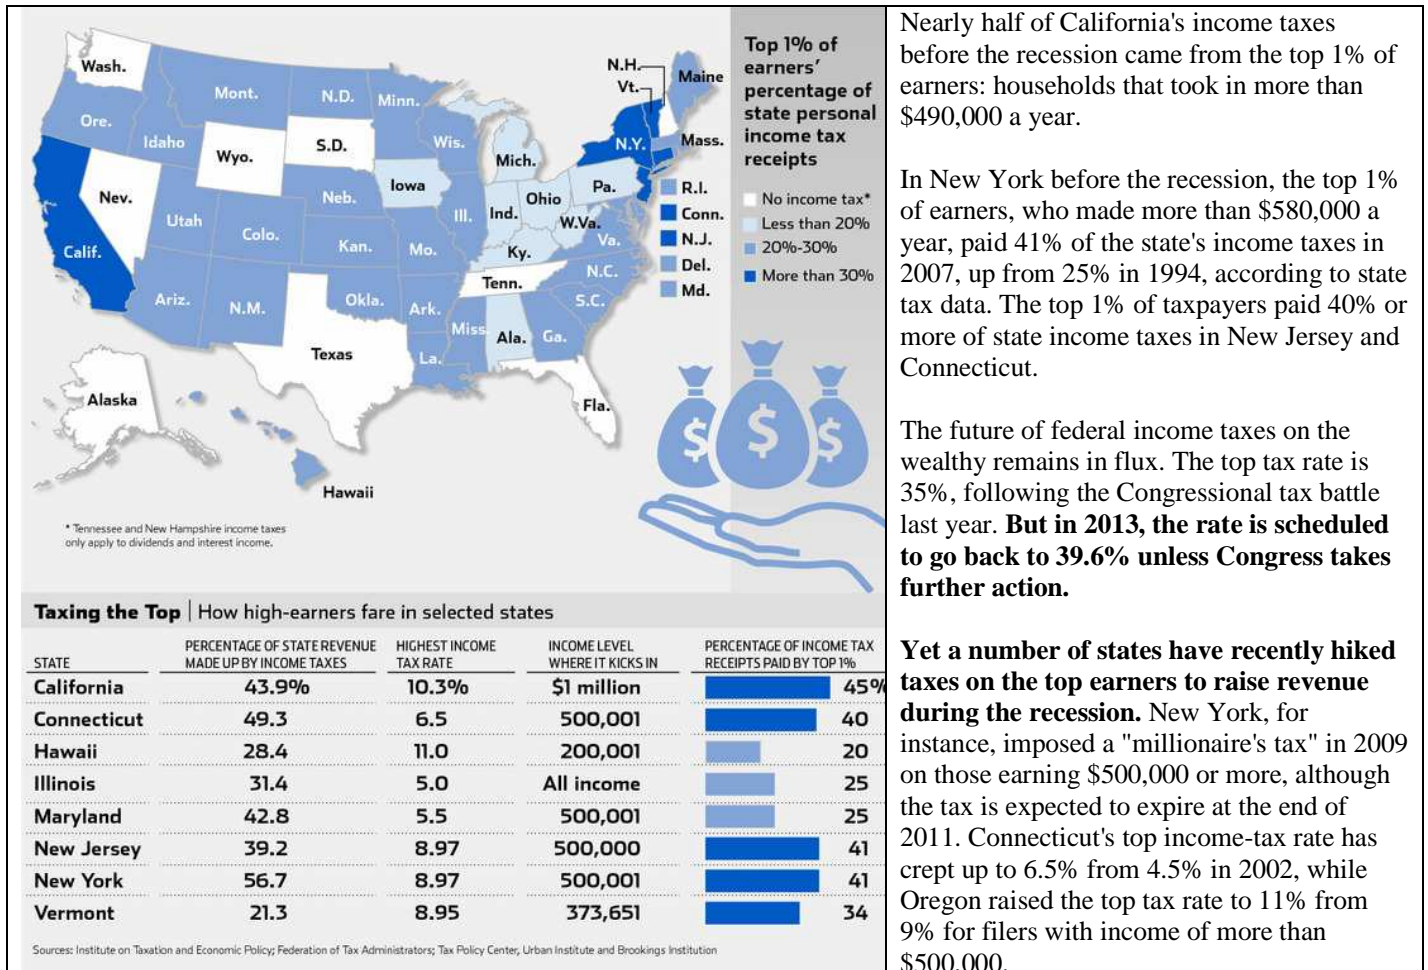 Wash.
Mont.
N.D.
Minn.
Ore.
Idaho
Wyo.
S.D.
Wis.
Mich.
N.H.
Vt.
Maine
N.Y.
Mass.
Nev.
Utah
Colo.
Neb.
Iowa
Kan.
Mo.
Ill.
Ind.
Ohio
Pa.
W.Va.
Va.
Ky.
Calif.
Ariz.
N.M.
Okla.
Ark.
Tenn.
N.C.
S.C.
Miss.
Ala.
Ga.
Texas
La.
Fla.
Alaska
Hawaii
R.I.
Conn.
N.J.
Del.
Md.
Top 1% of
earners’
percentage of
state personal
income tax
receipts
No income tax*
Less than 20%
20%-30%
More than 30%
$ $ $
* Tennessee and New Hampshire income taxes
only apply to dividends and interest income.
Taxing the Top | How high-earners fare in selected states
STATE PERCENTAGE OF STATE REVENUE MADE UP BY INCOME TAXES HIGHEST INCOME TAX RATE INCOME LEVEL WHERE IT KICKS IN PERCENTAGE OF INCOME TAX RECEIPTS PAID BY TOP 1%
California 43.9% 10.3% $1 million 45%
Connecticut 49.3 6.5 500,001 40
Hawaii 28.4 11.0 200,001 20
Illinois 31.4 5.0 All income 25
Maryland 42.8 5.5 500,001 25
New Jersey 39.2 8.97 500,000 41
New York 56.7 8.97 500,001 41
Vermont 21.3 8.95 373,651 34
Sources: Institute on Taxation and Economic Policy; Federation of Tax Administrators; Tax Policy Center, Urban Institute and Brookings Institution
Nearly half of California's income taxes
before the recession came from the top 1% of
earners: households that took in more than
$490,000 a year.
In New York before the recession, the top 1%
of earners, who made more than $580,000 a
year, paid 41% of the state's income taxes in
2007, up from 25% in 1994, according to state
tax data. The top 1% of taxpayers paid 40% or
more of state income taxes in New Jersey and
Connecticut.
The future of federal income taxes on the
wealthy remains in flux. The top tax rate is
35%, following the Congressional tax battle
last year. But in 2013, the rate is scheduled
to go back to 39.6% unless Congress takes
further action.
Yet a number of states have recently hiked
taxes on the top earners to raise revenue
during the recession. New York, for
instance, imposed a "millionaire's tax" in 2009
on those earning $500,000 or more, although
the tax is expected to expire at the end of
2011. Connecticut's top income-tax rate has
crept up to 6.5% from 4.5% in 2002, while
Oregon raised the top tax rate to 11% from
9% for filers with income of more than
$500,000.